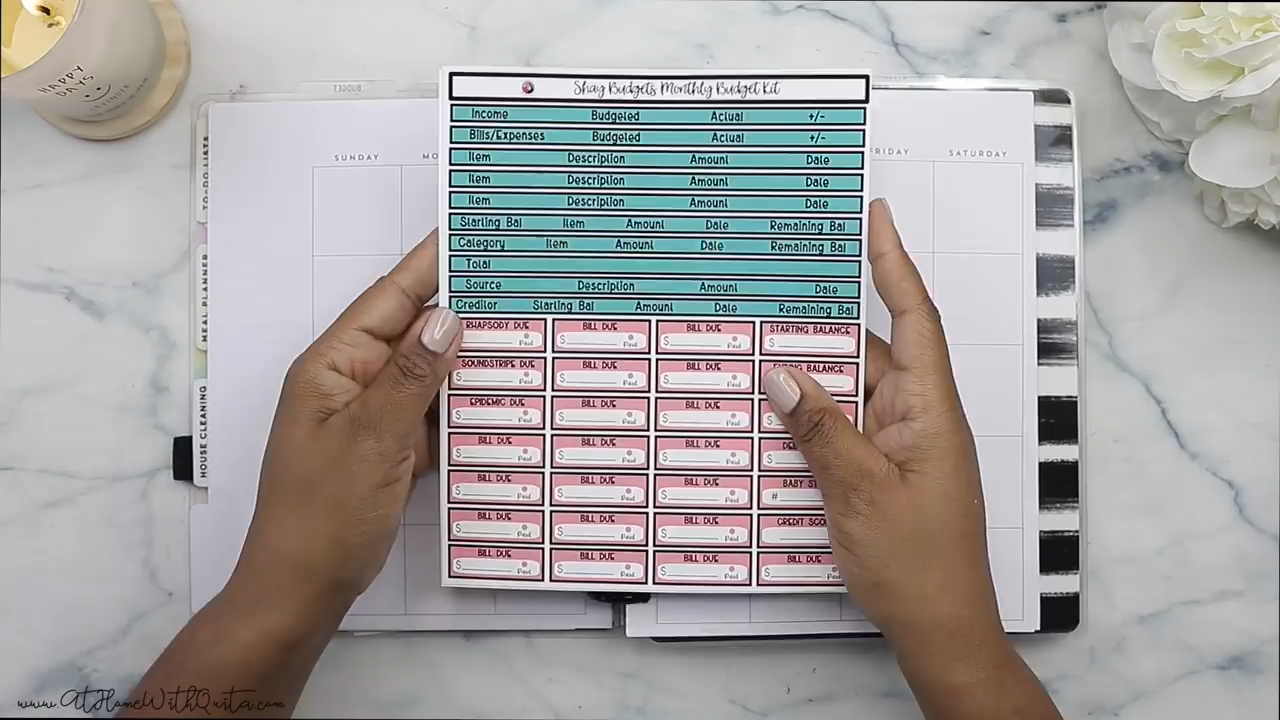 HAPPY
DAYS
LAVENDER
BUDGET
SUNDAY
FRIDAY
SATURDAY
TO-DO LISTS
MEAL PLANNER
HOUSE CLEANING
Shay Budgets Monthly Budget Kit
Income Budgeted Actual +/-
Bills/Expenses Budgeted Actual +/-
Item Description Amount Date
Item Description Amount Date
Item Description Amount Date
Starting Bal Item Amount Date Remaining Bal
Category Item Amount Date Remaining Bal
Total
Source Description Amount Date
Creditor Starting Bal Amount Date Remaining Bal
RHAPSODY DUE BILL DUE BILL DUE STARTING BALANCE
$ Paid $ Paid $ Paid $
SOUNDSTRIPE DUE BILL DUE BILL DUE ENDING BALANCE
$ Paid $ Paid $ Paid
EPIDEMIC DUE BILL DUE BILL DUE
$ Paid $ Paid $ Paid $
BILL DUE BILL DUE BILL DUE
$ Paid $ Paid $ Paid $
BILL DUE BILL DUE BILL DUE BABY
$ Paid $ Paid $ Paid #
BILL DUE BILL DUE BILL DUE CREDIT
$ Paid $ Paid $ Paid
BILL DUE BILL DUE BILL DUE BILL DUE
$ Paid $ Paid $ Paid $
www.AtHomeWithQuita.com